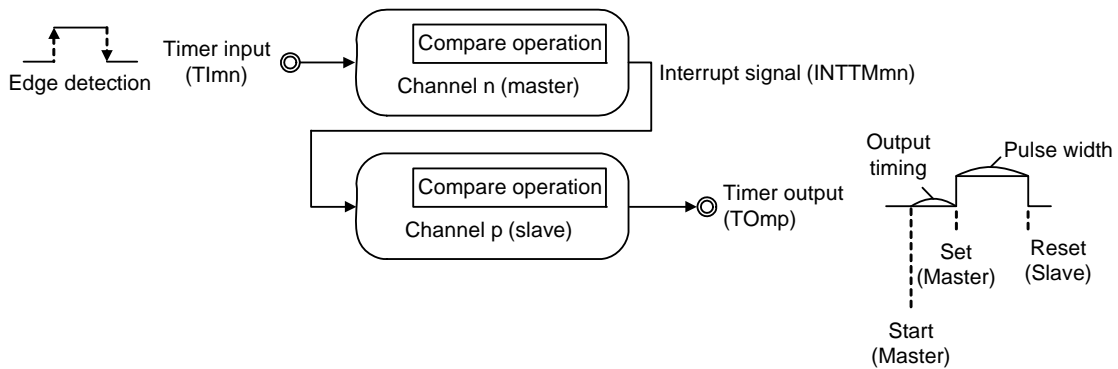 Edge detection
Timer input
(TImn)
Compare operation
Channel n (master)
Interrupt signal (INTTMmn)
Compare operation
Channel p (slave)
Timer output
(TOmp)
Output
timing
Pulse width
Set
(Master)
Reset
(Slave)
Start
(Master)